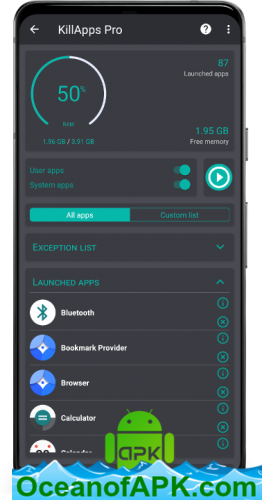 KillApps Pro
?
87
Launched apps
50%
RAM
1.96 GB / 3.91 GB
1.95 GB
Free memory
User apps
System apps
All apps
Custom list
EXCEPTION LIST
LAUNCHED APPS
Bluetooth
Bookmark Provider
Browser
Calculator
Calendar
apk
OceanofAPK.com